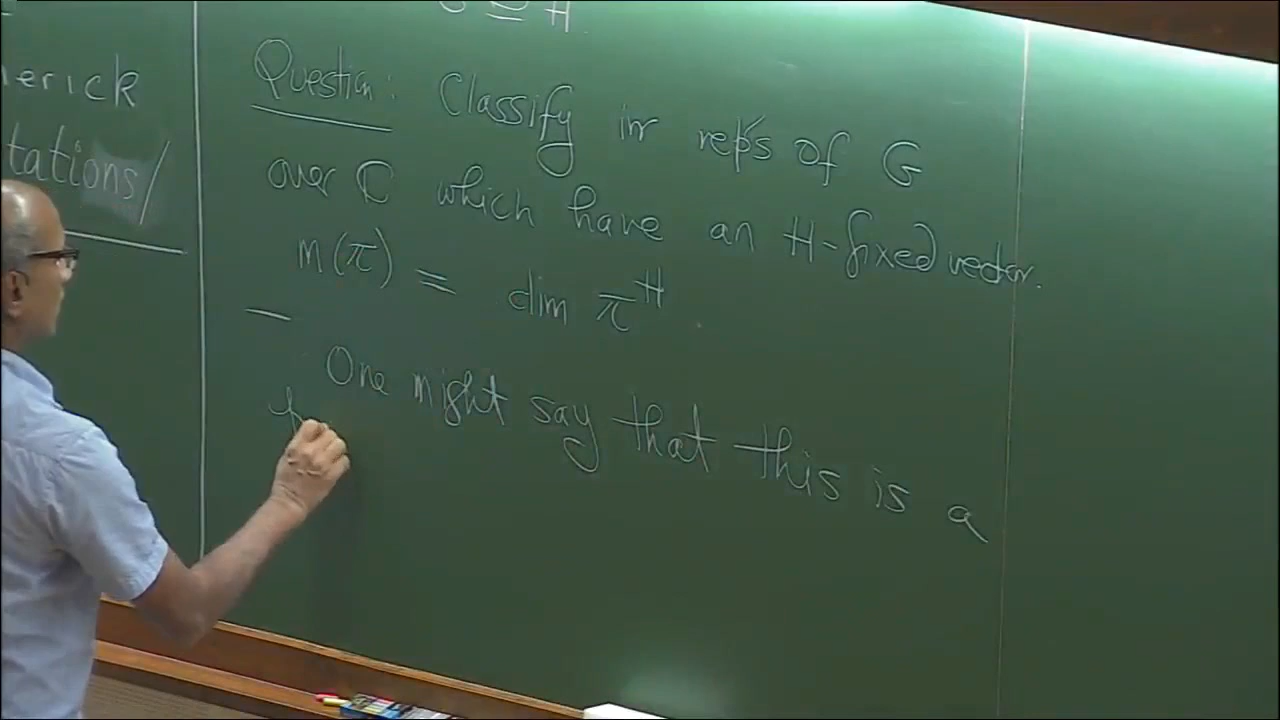 G ⊇ H
erick
tations/
Question: Classify irr rep's of G
over ℂ which have an H-fixed vector.
m(π) = dim π^H
— One might say that this is a